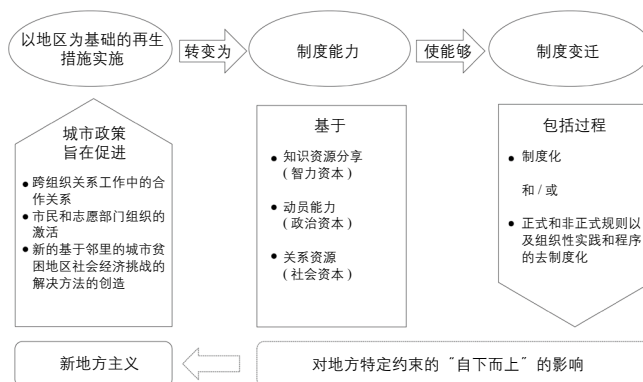 以地区为基础的再生
措施实施
转变为
制度能力
使能够
制度变迁
城市政策
旨在促进
● 跨组织关系工作中的合
作关系
● 市民和志愿部门组织的
激活
● 新的基于邻里的城市贫
困地区社会经济挑战的
解决方法的创造
基于
● 知识资源分享
(智力资本)
● 动员能力
(政治资本)
● 关系资源
(社会资本)
包括过程
● 制度化
和/或
● 正式和非正式规则以
及组织性实践和程序
的去制度化
新地方主义
对地方特定约束的“自下而上”的影响